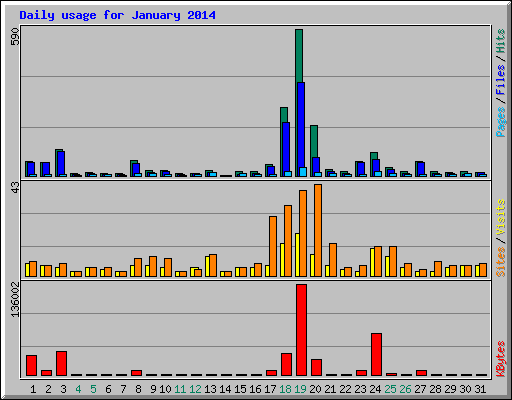 Daily usage for January 2014
590
Pages / Files / Hits
43
Sites / Visits
136002
KBytes
1 2 3 4 5 6 7 8 9 10 11 12 13 14 15 16 17 18 19 20 21 22 23 24 25 26 27 28 29 30 31